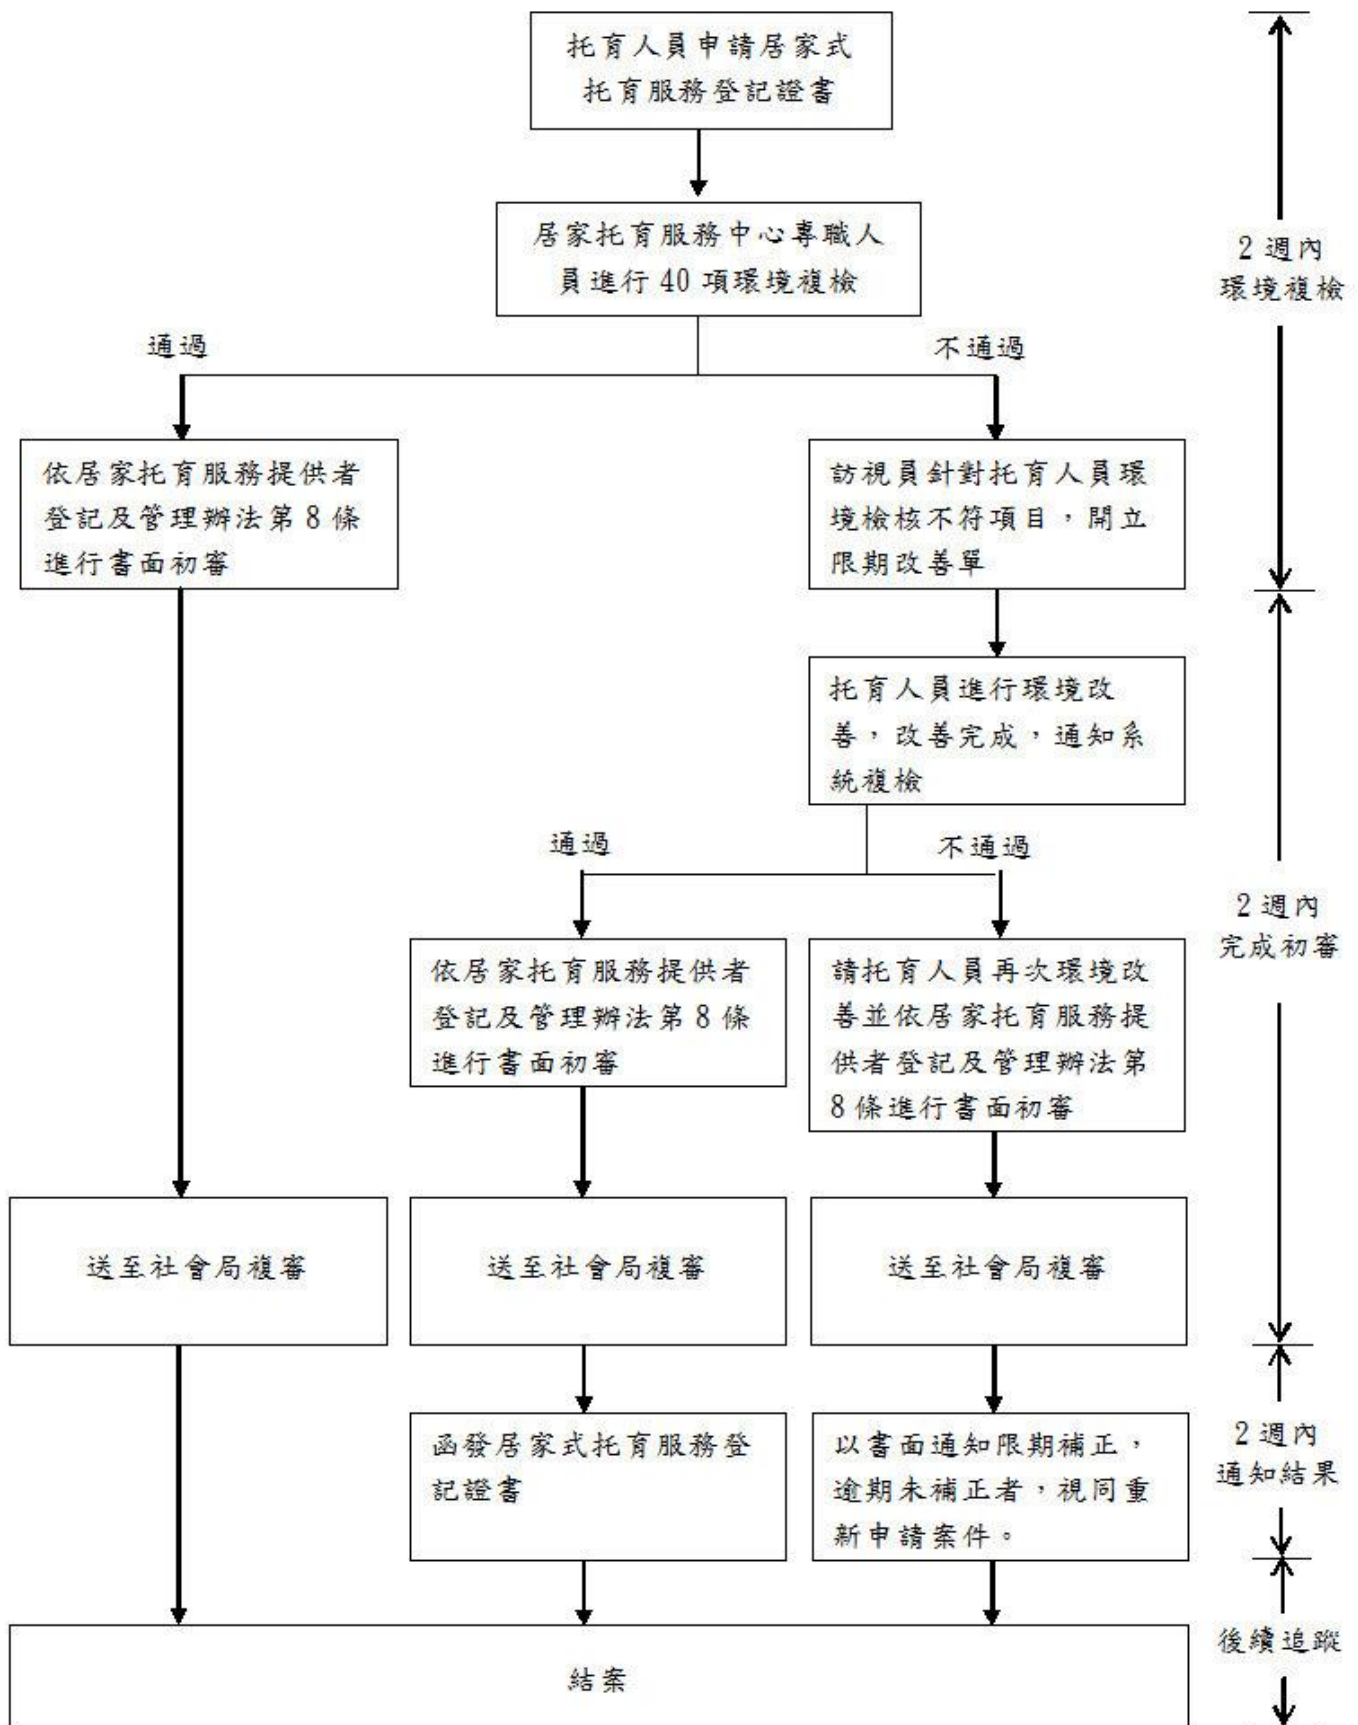 托育人員申請居家式
托育服務登記證書
居家托育服務中心專職人
員進行 40 項環境複檢
2 週內
環境複檢
通過
不通過
依居家托育服務提供者
登記及管理辦法第 8 條
進行書面初審
訪視員針對托育人員環
境檢核不符項目，開立
限期改善單
托育人員進行環境改
善，改善完成，通知系
統複檢
通過
不通過
2 週內
完成初審
依居家托育服務提供者
登記及管理辦法第 8 條
進行書面初審
請托育人員再次環境改
善並依居家托育服務提
供者登記及管理辦法第
8 條進行書面初審
送至社會局複審
送至社會局複審
送至社會局複審
函發居家式托育服務登
記證書
以書面通知限期補正，
逾期未補正者，視同重
新申請案件。
2 週內
通知結果
結案
後續追蹤